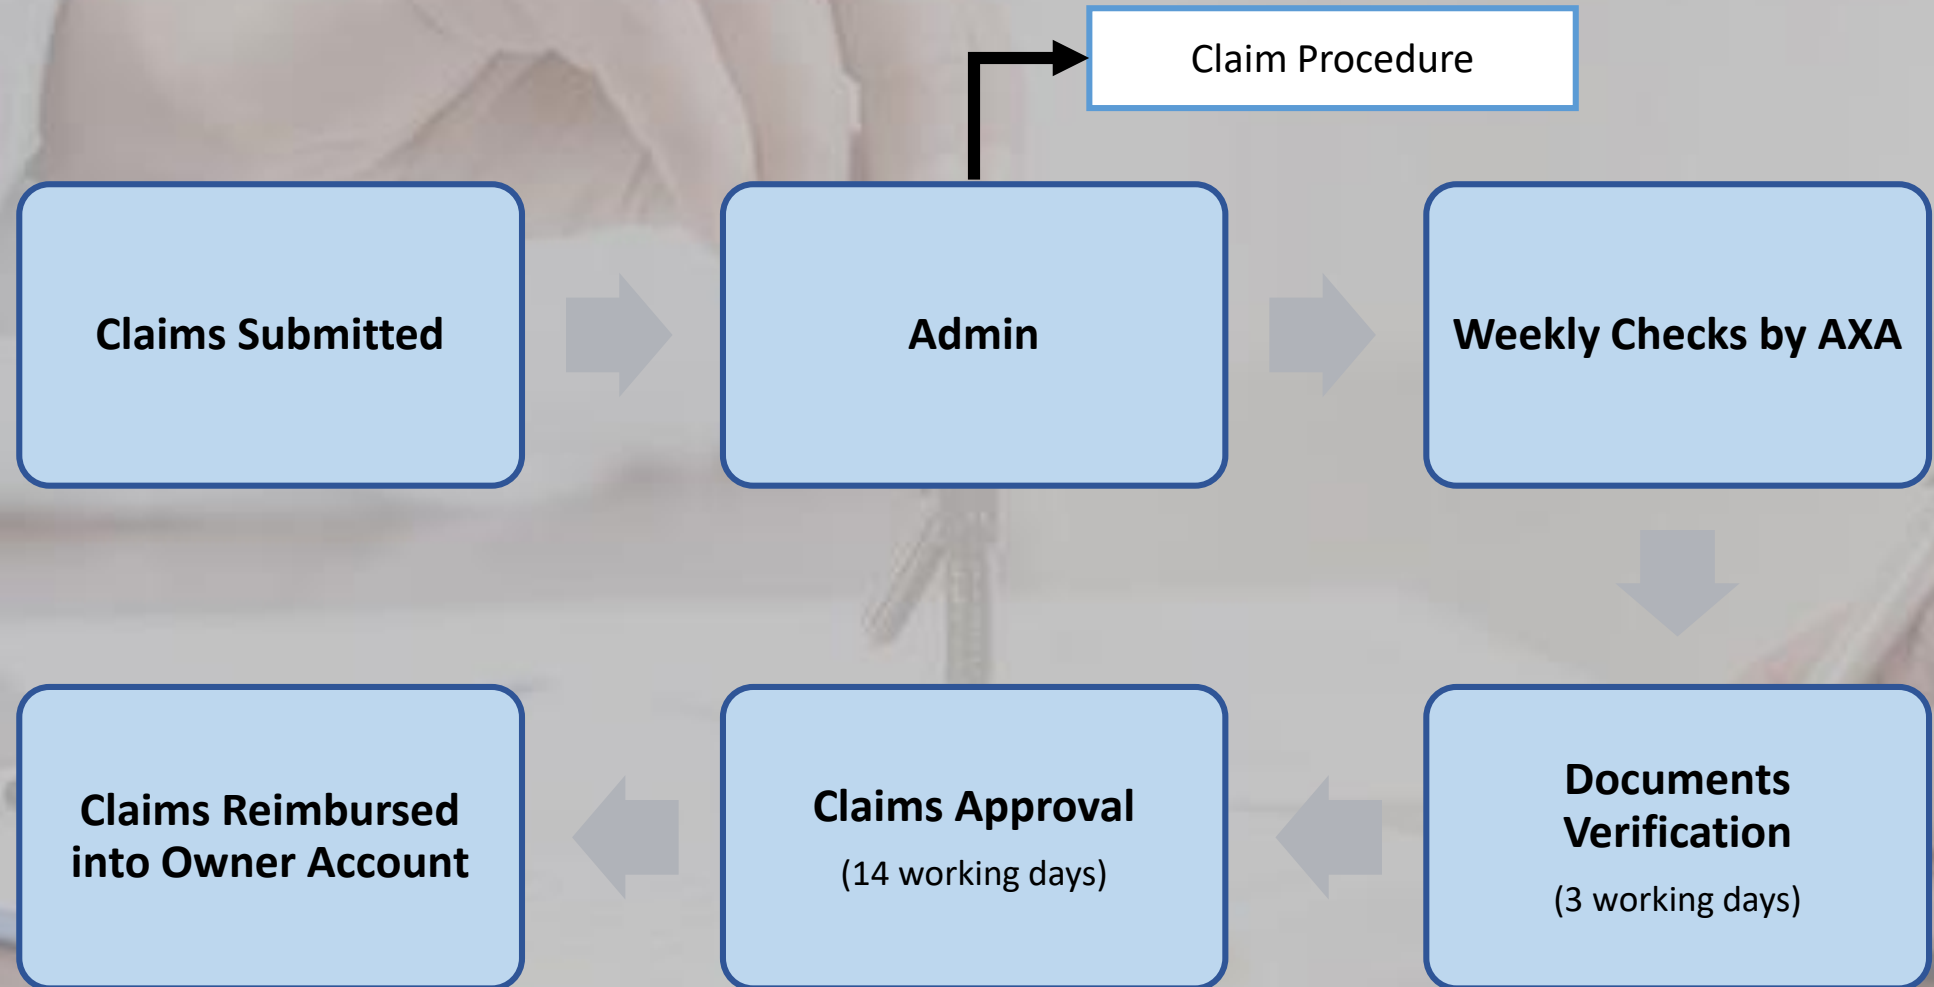 Claim Procedure
Claims Submitted
Admin
Weekly Checks by AXA
Documents
Verification
(3 working days)
Claims Approval
(14 working days)
Claims Reimbursed
into Owner Account